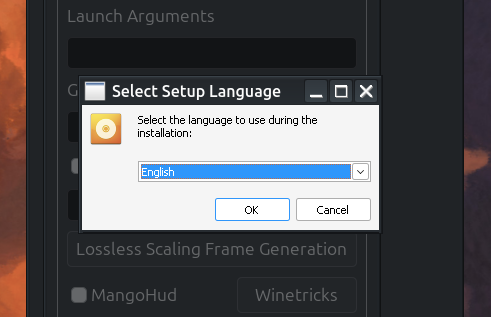 Launch Arguments
G
Select Setup Language
Select the language to use during the
installation:
English
OK Cancel
Lossless Scaling Frame Generation
MangoHud Winetricks